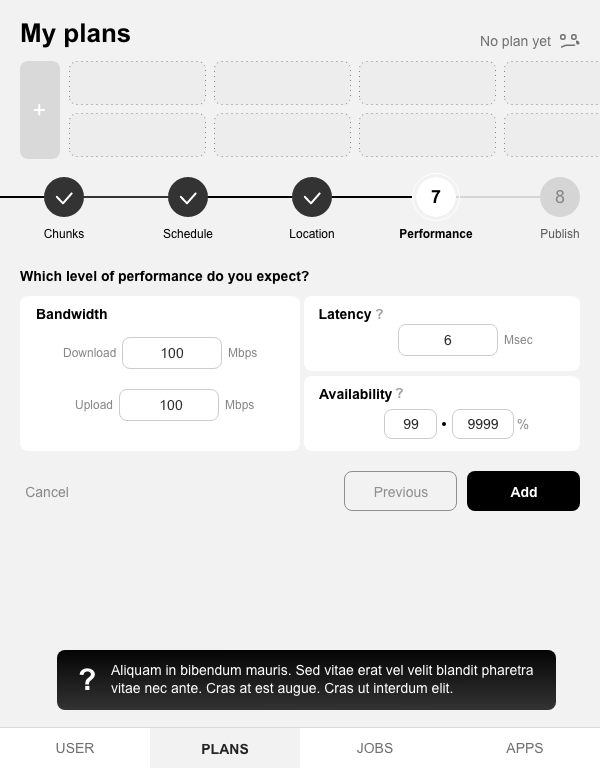 My plans
No plan yet
+
7
8
Chunks
Schedule
Location
Performance
Publish
Which level of performance do you expect?
Bandwidth
Download 100 Mbps
Upload 100 Mbps
Latency ?
6 Msec
Availability ?
99 • 9999 %
Cancel
Previous
Add
? Aliquam in bibendum mauris. Sed vitae erat vel velit blandit pharetra
vitae nec ante. Cras at est augue. Cras ut interdum elit.
USER
PLANS
JOBS
APPS